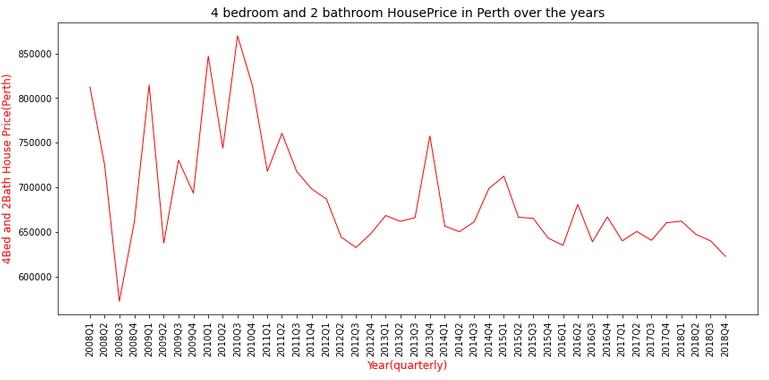 4 bedroom and 2 bathroom HousePrice in Perth over the years
4Bed and 2Bath House Price(Perth)
850000
800000
750000
700000
650000
600000
2008Q1
2008Q2
2008Q3
2008Q4
2009Q1
2009Q2
2009Q3
2009Q4
2010Q1
2010Q2
2010Q3
2010Q4
2011Q1
2011Q2
2011Q3
2011Q4
2012Q1
2012Q2
2012Q3
2012Q4
2013Q1
2013Q2
2013Q3
2013Q4
2014Q1
2014Q2
2014Q3
2014Q4
2015Q1
2015Q2
2015Q3
2015Q4
2016Q1
2016Q2
2016Q3
2016Q4
2017Q1
2017Q2
2017Q3
2017Q4
2018Q1
2018Q2
2018Q3
2018Q4
Year(quarterly)